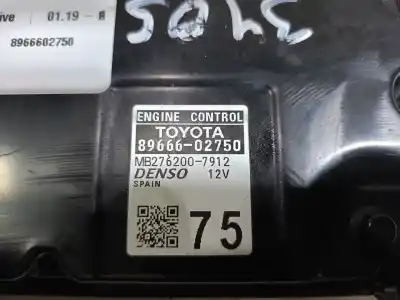 ive 01.19 - A
8966602750
ENGINE CONTROL
TOYOTA
89666-02750
MB276200-7912
DENSO 12V
SPAIN
75